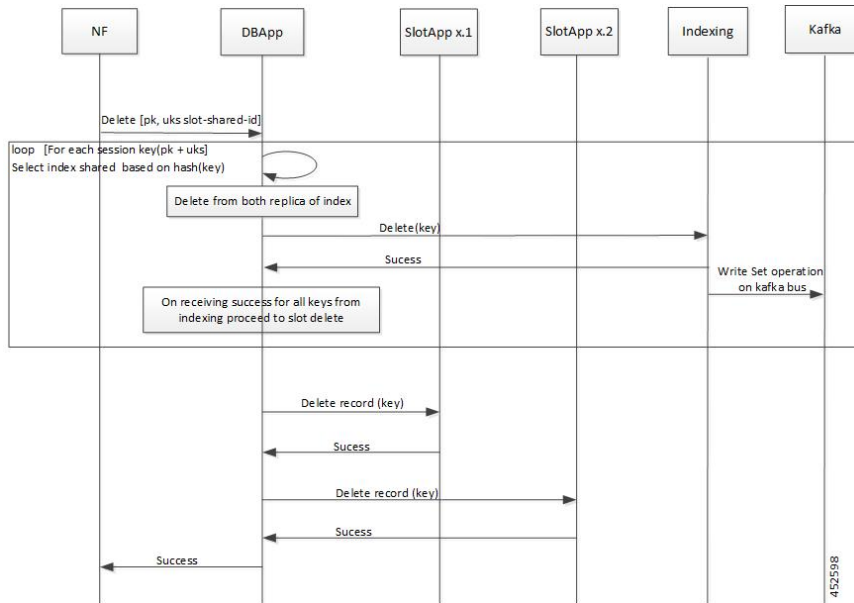 NF
DBApp
SlotApp x.1
SlotApp x.2
Indexing
Kafka
Delete [pk, uks slot-shared-id]
loop [For each session key(pk + uks]
Select index shared based on hash(key)
Delete from both replica of index
Delete(key)
Sucess
Write Set operation
on kafka bus
On receiving success for all keys from
indexing proceed to slot delete
Delete record (key)
Sucess
Delete record (key)
Sucess
Success
452598